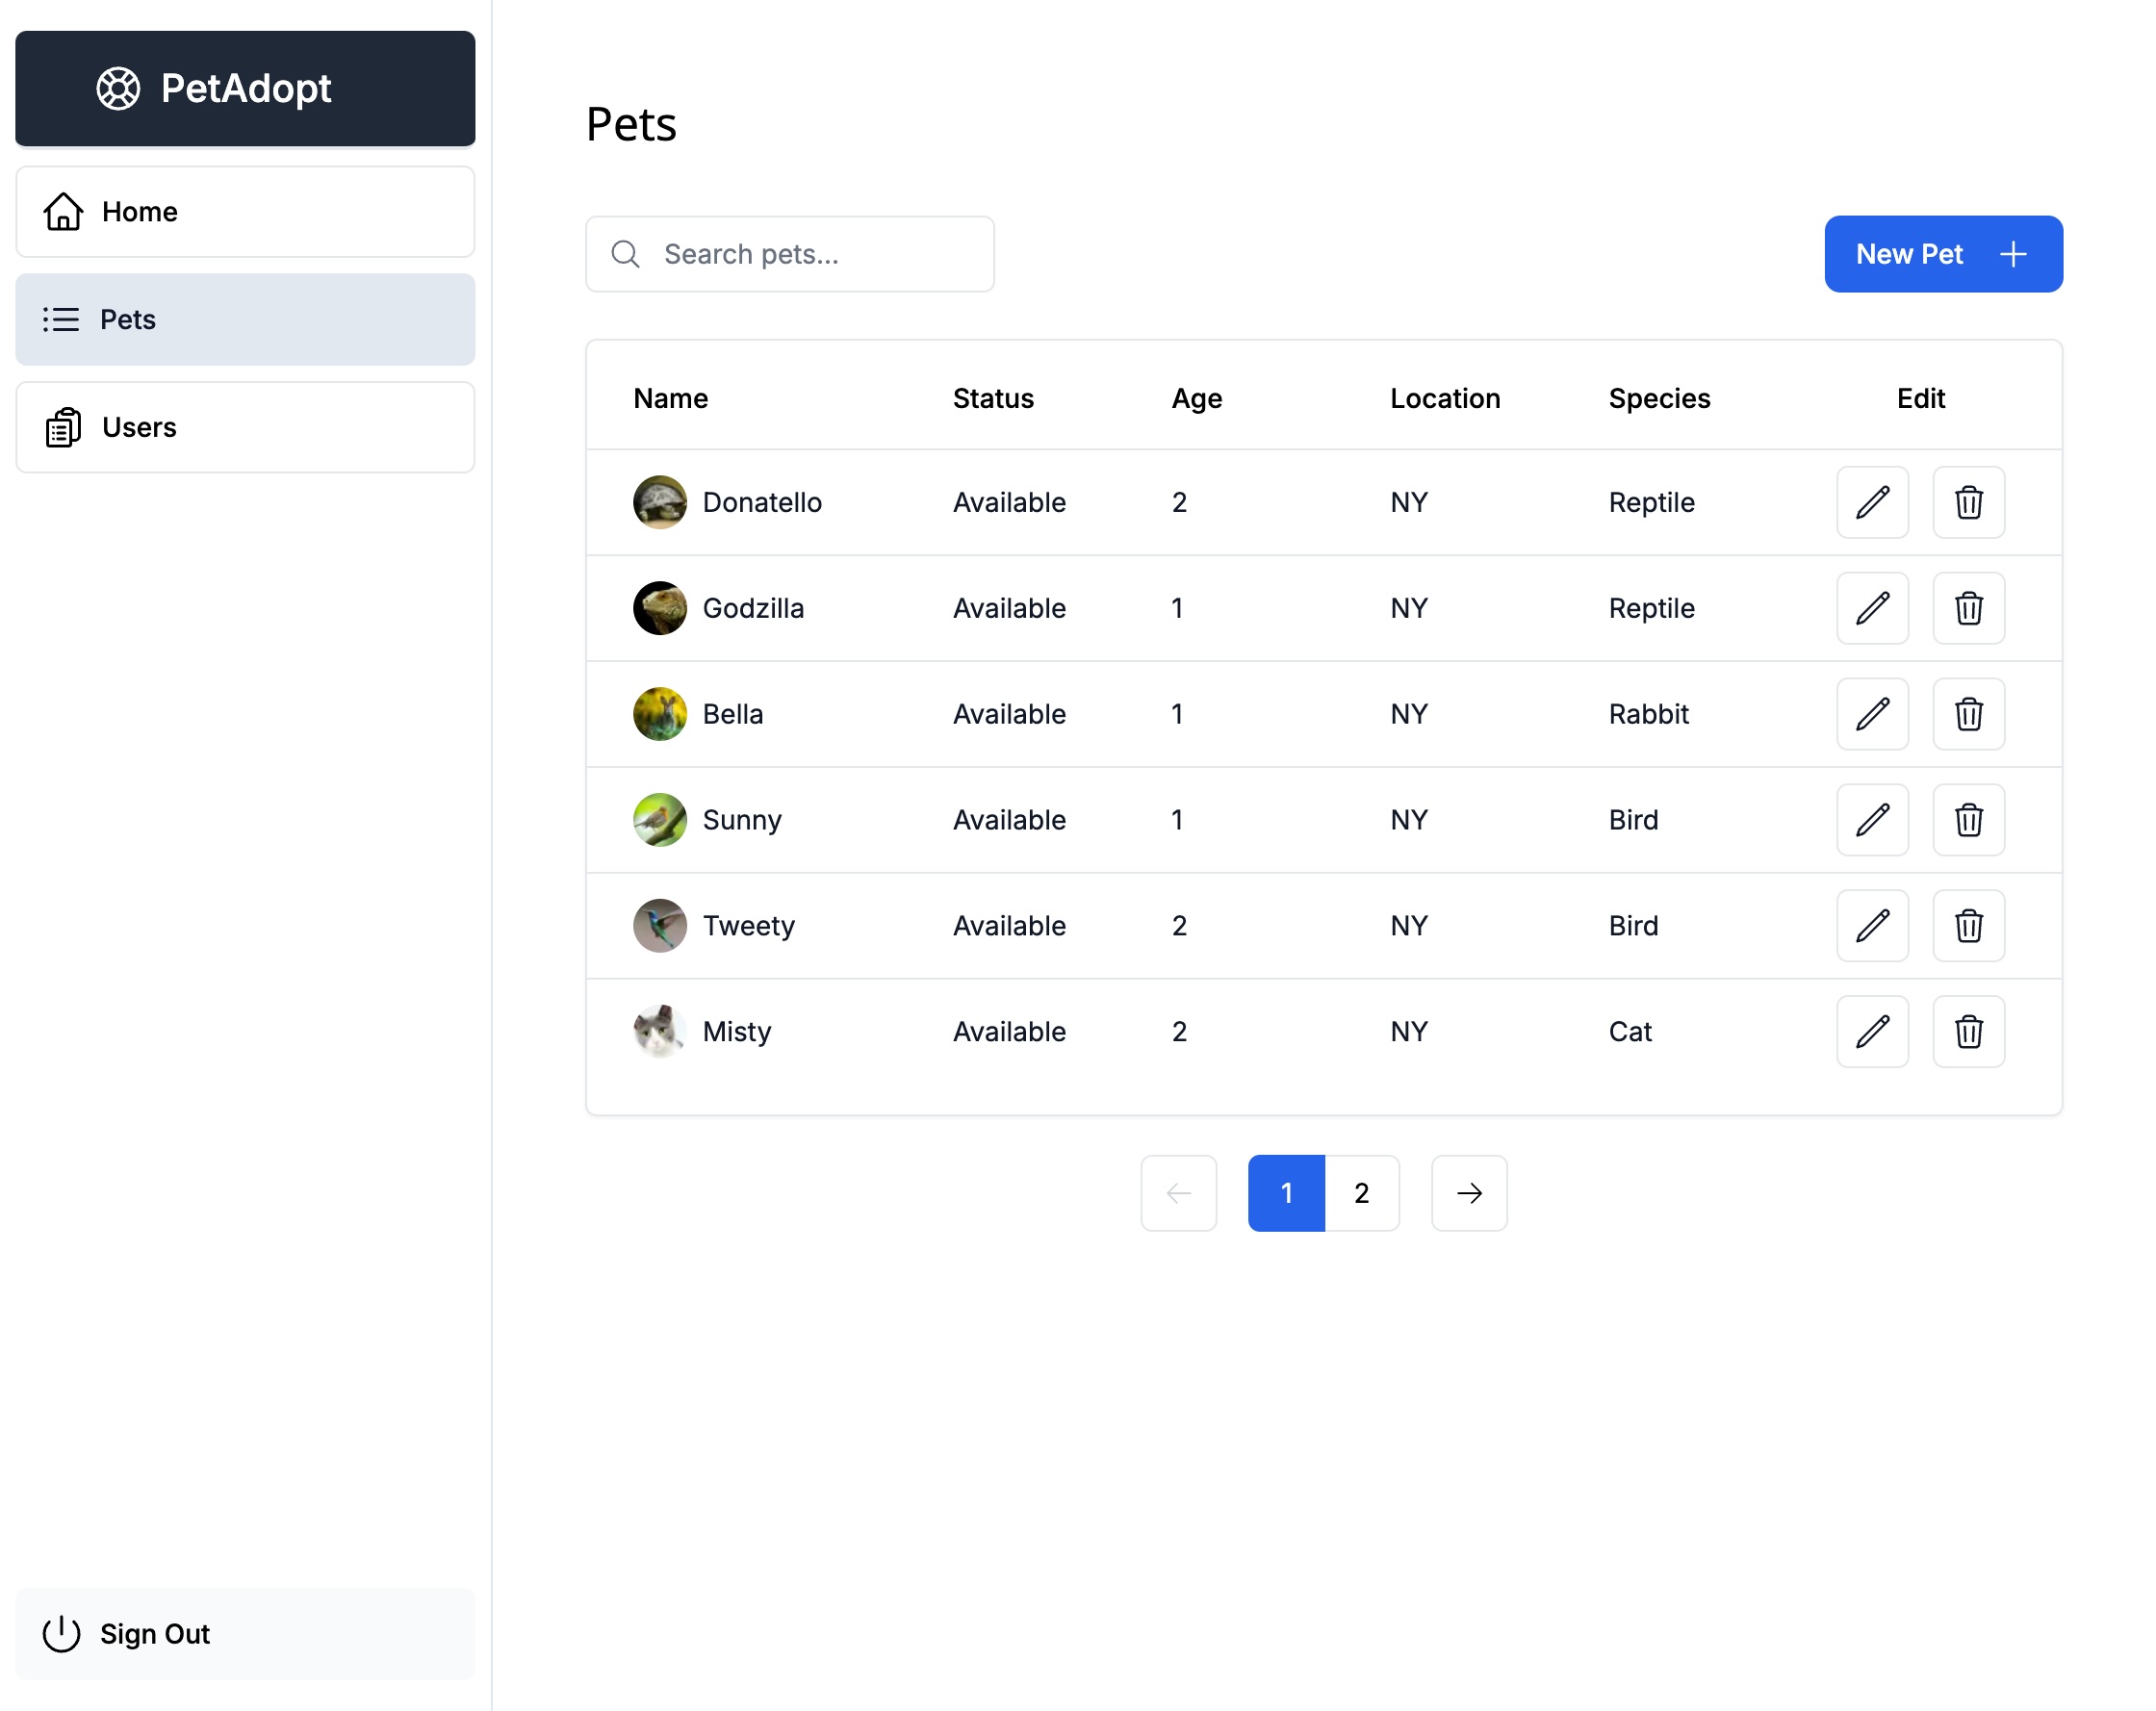 PetAdopt
Home
Pets
Users
Sign Out
Pets
Search pets...
New Pet
Name Status Age Location Species Edit
Donatello Available 2 NY Reptile
Godzilla Available 1 NY Reptile
Bella Available 1 NY Rabbit
Sunny Available 1 NY Bird
Tweety Available 2 NY Bird
Misty Available 2 NY Cat
1 2